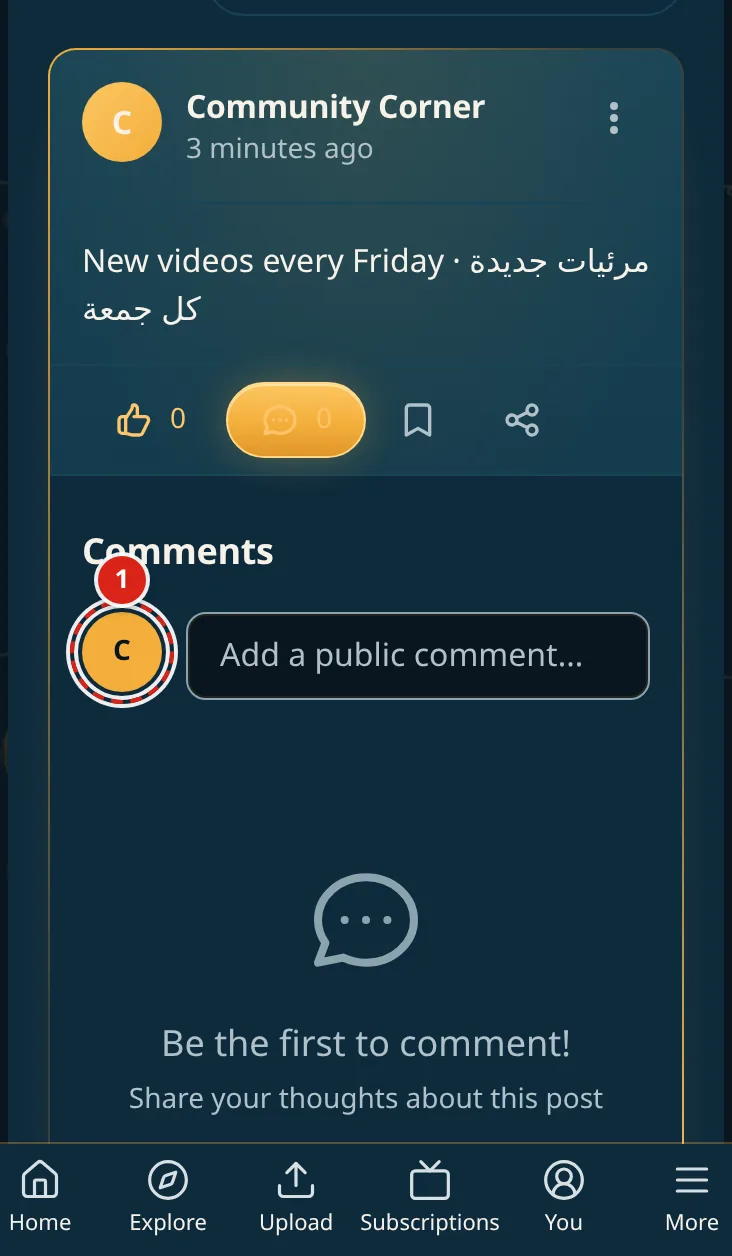 C
Community Corner
3 minutes ago
New videos every Friday · مرئيات جديدة
كل جمعة
0
0
Comments
1
C
Add a public comment...
Be the first to comment!
Share your thoughts about this post
Home
Explore
Upload
Subscriptions
You
More